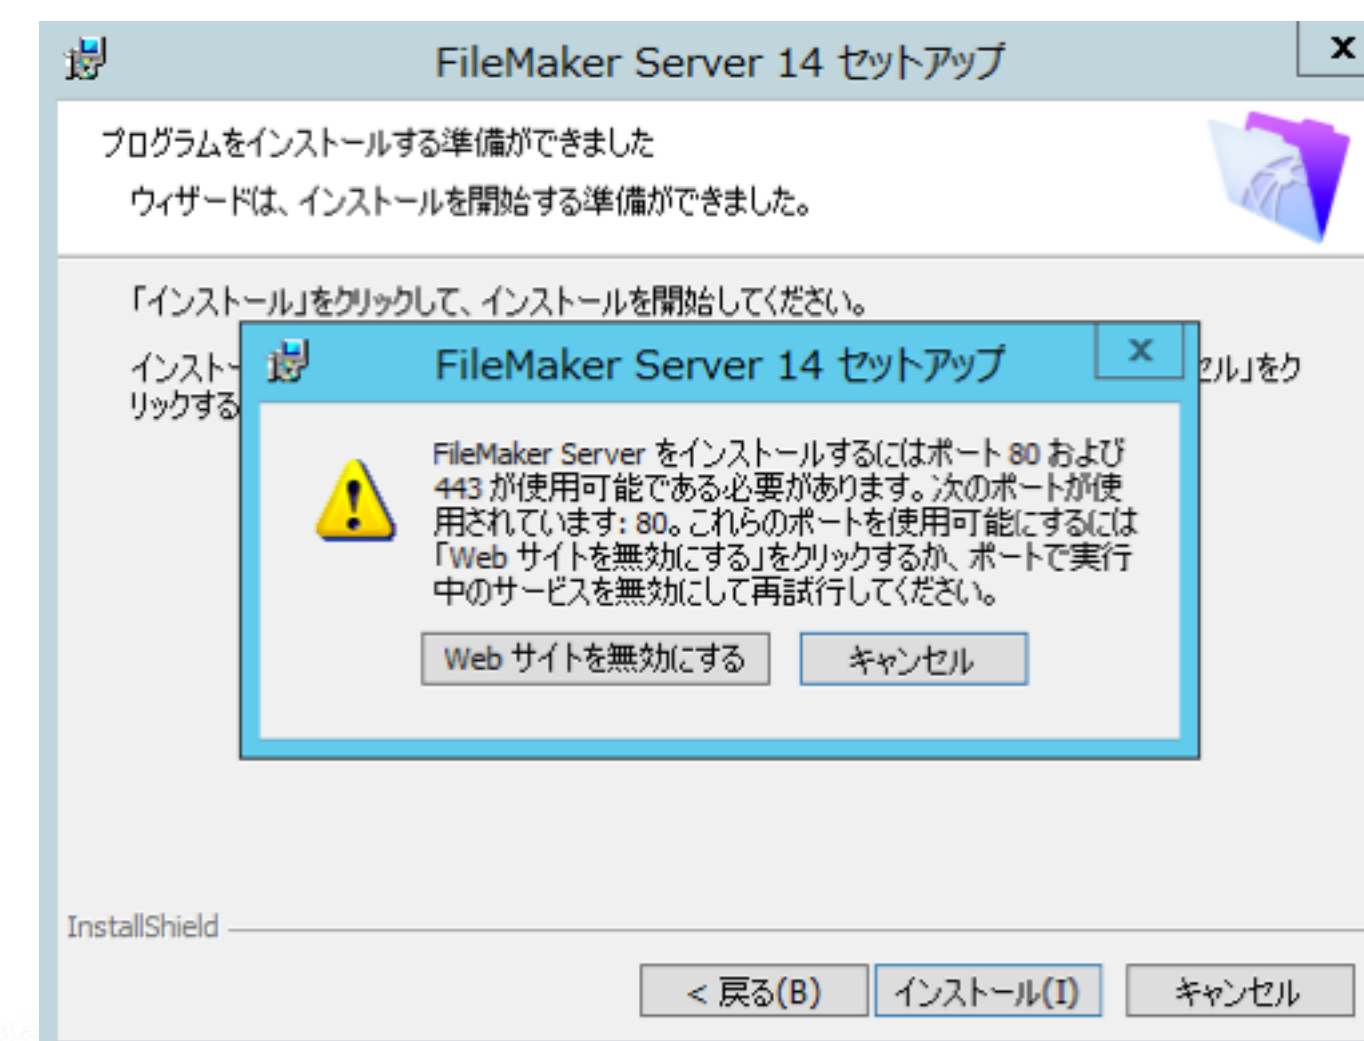 FileMaker Server 14 セットアップ
x
プログラムをインストールする準備ができました
ウィザードは、インストールを開始する準備ができました。
「インストール」をクリックして、インストールを開始してください。
インストー
セル」をク
リックする
FileMaker Server 14 セットアップ
x
FileMaker Server をインストールするにはポート 80 および
443 が使用可能である必要があります。次のポートが使
用されています: 80。これらのポートを使用可能にするには
「Web サイトを無効にする」をクリックするか、ポートで実行
中のサービスを無効にして再試行してください。
Web サイトを無効にする
キャンセル
InstallShield
< 戻る(B)
インストール(I)
キャンセル